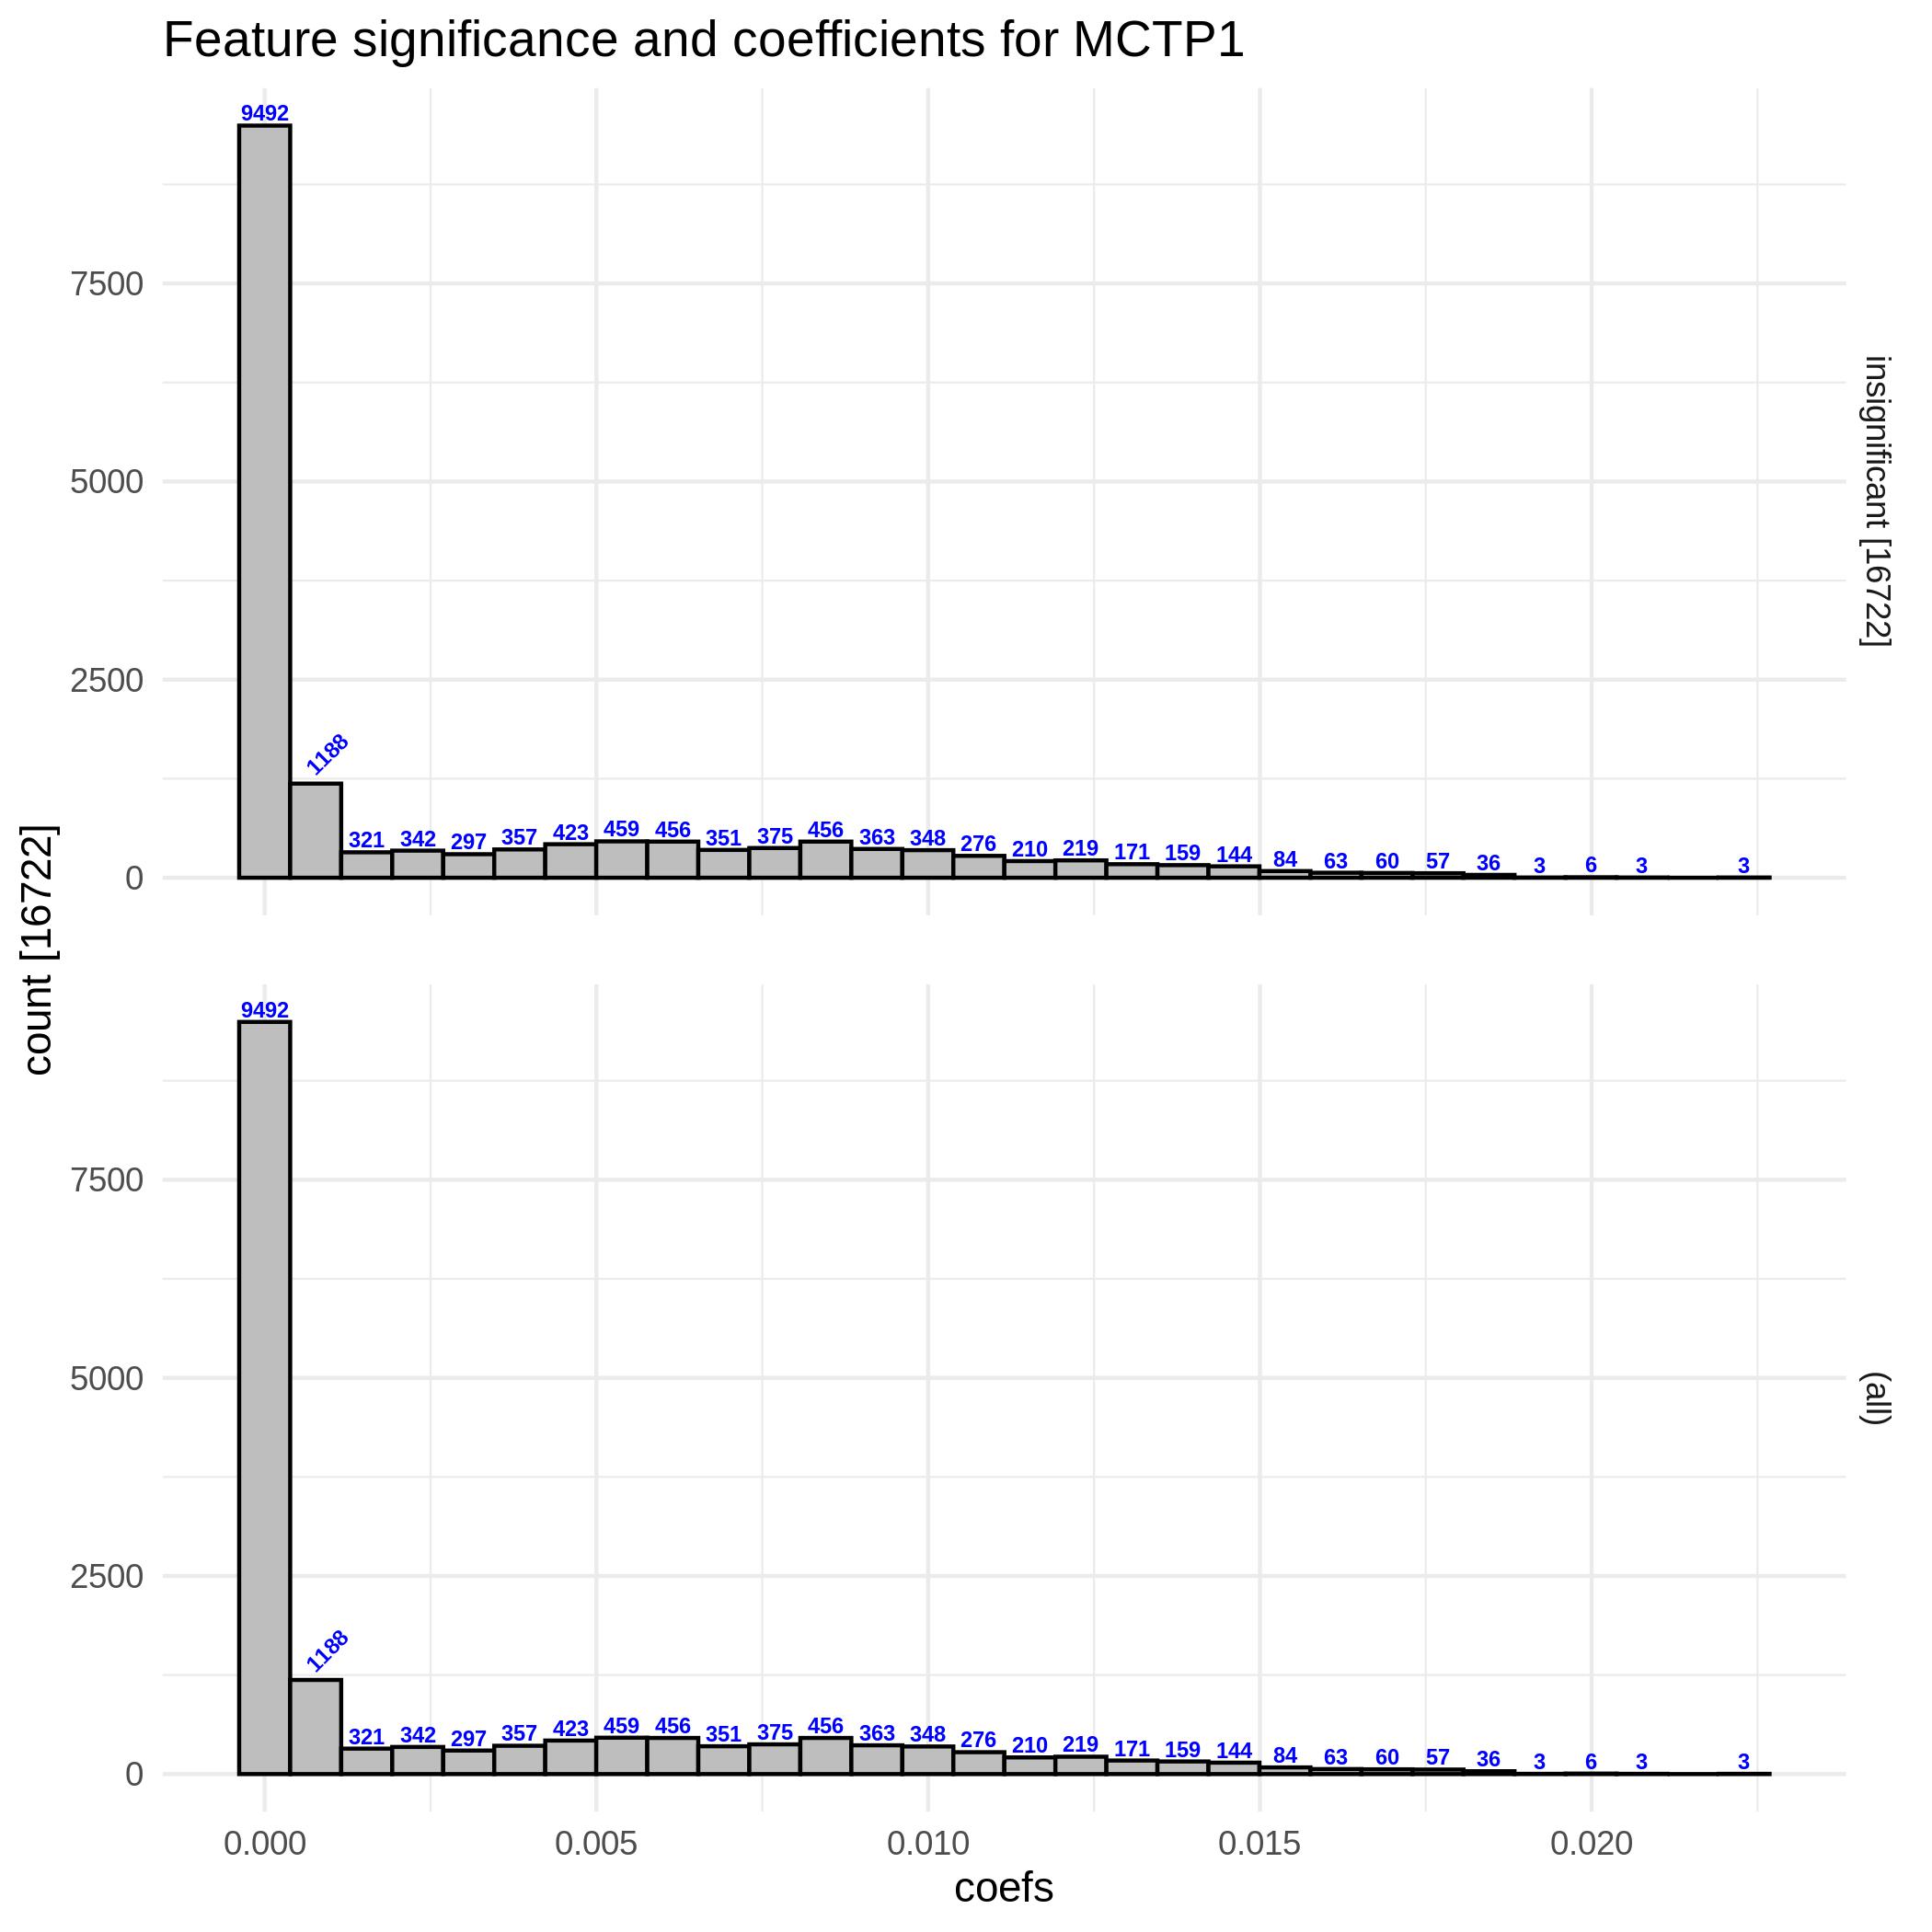 Feature significance and coefficients for MCTP1
count [16722]
9492
1188
321 342 297 357 423 459 456 351 375 456 363 348 276 210 219 171 159 144 84 63 60 57 36 3 6 3 3
7500
5000
2500
0
insignificant [16722]
9492
1188
321 342 297 357 423 459 456 351 375 456 363 348 276 210 219 171 159 144 84 63 60 57 36 3 6 3 3
7500
5000
2500
0
(all)
0.000 0.005 0.010 0.015 0.020
coefs